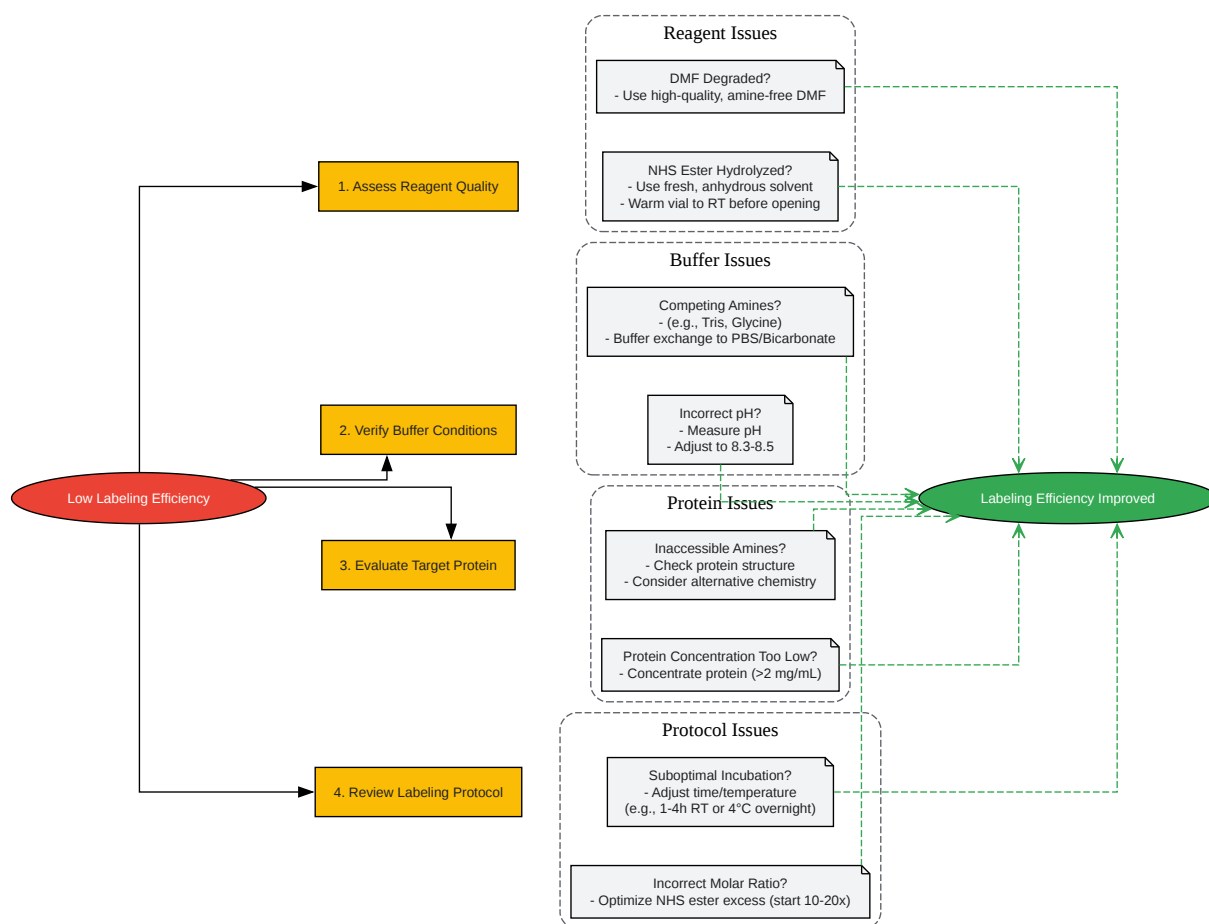 Low Labeling Efficiency
1. Assess Reagent Quality
2. Verify Buffer Conditions
3. Evaluate Target Protein
4. Review Labeling Protocol
Reagent Issues
DMF Degraded?
- Use high-quality, amine-free DMF
NHS Ester Hydrolyzed?
- Use fresh, anhydrous solvent
- Warm vial to RT before opening
Buffer Issues
Competing Amines?
- (e.g., Tris, Glycine)
- Buffer exchange to PBS/Bicarbonate
Incorrect pH?
- Measure pH
- Adjust to 8.3-8.5
Protein Issues
Inaccessible Amines?
- Check protein structure
- Consider alternative chemistry
Protein Concentration Too Low?
- Concentrate protein (>2 mg/mL)
Protocol Issues
Suboptimal Incubation?
- Adjust time/temperature
(e.g., 1-4h RT or 4°C overnight)
Incorrect Molar Ratio?
- Optimize NHS ester excess (start 10-20x)
Labeling Efficiency Improved